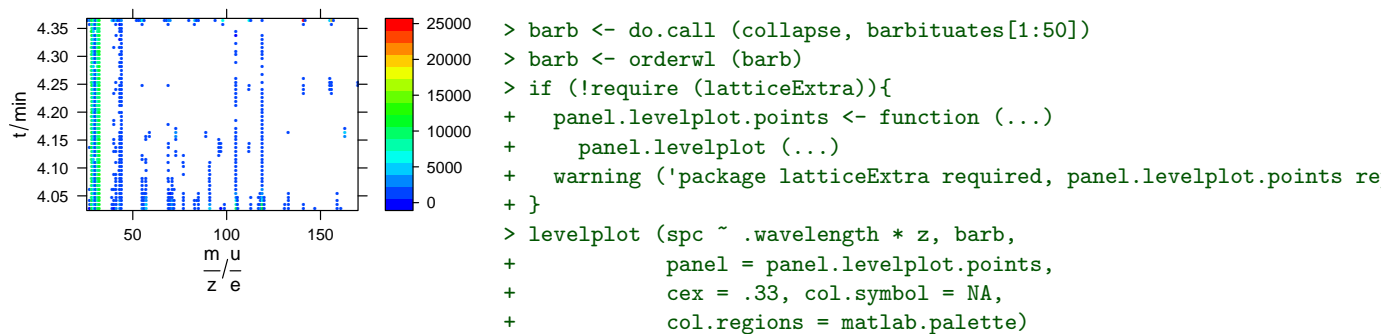 4.35
4.30
4.25
4.20
4.15
4.10
4.05
t/min
50
100
150
m/z / u/e
25000
20000
15000
10000
5000
0
> barb <- do.call (collapse, barbituates[1:50])
> barb <- orderwl (barb)
> if (!require (latticeExtra)){
+   panel.levelplot.points <- function (...)
+     panel.levelplot (...)
+   warning ('package latticeExtra required, panel.levelplot.points re
+ }
> levelplot (spc ~ .wavelength * z, barb,
+            panel = panel.levelplot.points,
+            cex = .33, col.symbol = NA,
+            col.regions = matlab.palette)